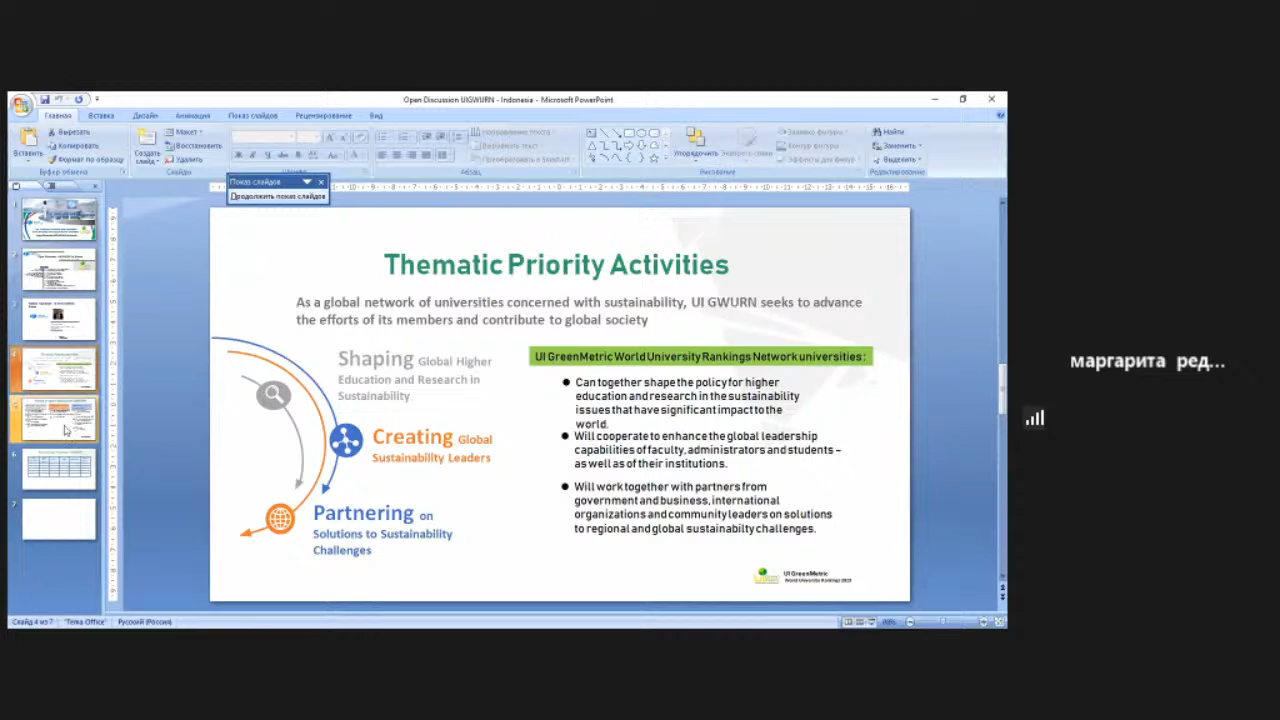 Open Discussion UIGWURN - Indonesia - Microsoft PowerPoint
Главная Вставка Дизайн Анимация Показ слайдов Рецензирование Вид
Вставить
Вырезать
Копировать
Формат по образцу
Буфер обмена
Создать слайд
Макет
Восстановить
Удалить
Слайды
Абзац
Упорядочить
Рисование
Найти
Заменить
Выделить
Редактирование
Показ слайдов
Продолжить показ слайдов
Thematic Priority Activities
As a global network of universities concerned with sustainability, UI GWURN seeks to advance
the efforts of its members and contribute to global society
Shaping Global Higher
Education and Research in
Sustainability
Creating Global
Sustainability Leaders
Partnering on
Solutions to Sustainability
Challenges
UI GreenMetric World University Rankings Network universities :
● Can together shape the policy for higher
education and research in the sustainability
issues that have significant impact to the
world.
● Will cooperate to enhance the global leadership
capabilities of faculty, administrators and students –
as well as of their institutions.
● Will work together with partners from
government and business, international
organizations and community leaders on solutions
to regional and global sustainabilty challenges.
UI GreenMetric
World University Rankings 2019
маргарита ред...
Слайд 4 из 7 "Тема Office" Русский (Россия)